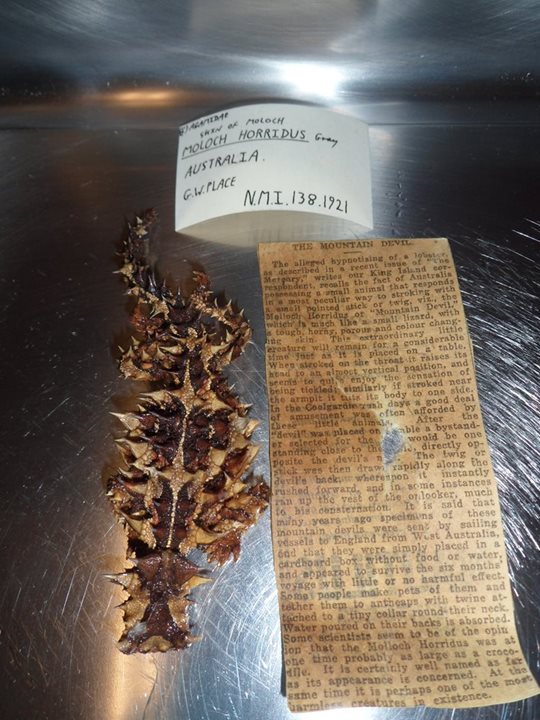 (E) AGAMIDAE
SKIN OF MOLOCH
MOLOCH HORRIDUS Gray
AUSTRALIA.
G.W. PLACE
N.M.I. 138.1921
THE MOUNTAIN DEVIL.
The alleged hypnotising of a lobster,
as described in a recent issue of "The
Mercury," writes our King Island cor-
respondent, recalls the fact of Australia
possessing a small animal that responds
in a most peculiar way to stroking with
a small pointed stick or twig, viz., the
Molloch Horridus or "Mountain Devil,"
which is much like a small lizard, with
a tough, horny, porous and colour chang-
ing skin. This extraordinary little
creature will remain for a considerable
time just as it is placed on a table.
When stroked on the throat it raises its
head to an almost vertical position, and
seems to quite enjoy the sensation of
being tickled; similarly if stroked near
the armpit it tilts its body to one side.
In the Coolgardie rush days a good deal
of amusement was often afforded by
these little animals. After the
"devil" was placed on a table a bystand-
er selected for the would be one
standing close to the table, directly op-
posite the devil's The twig or
stick was then drawn rapidly along the
devil's back, whereupon it instantly
rushed forward, and in some instances
ran up the vest of the onlooker, much
to his consternation. It is said that
many years ago specimens of these
mountain devils were sent by sailing
vessels to England from West Australia,
and that they were simply placed in a
cardboard box without food or water,
and appeared to survive the six months'
voyage with little or no harmful effect.
Some people make pets of them and
tether them to antheaps with twine at-
tached to a tiny collar round their neck.
Water poured on their backs is absorbed.
Some scientists seem to be of the opin-
that the Molloch Horridus was at
one time probably as large as a croco-
dile. It is certainly well named as far
as its appearance is concerned. At the
same time it is perhaps one of the most
harmless creatures in existence.